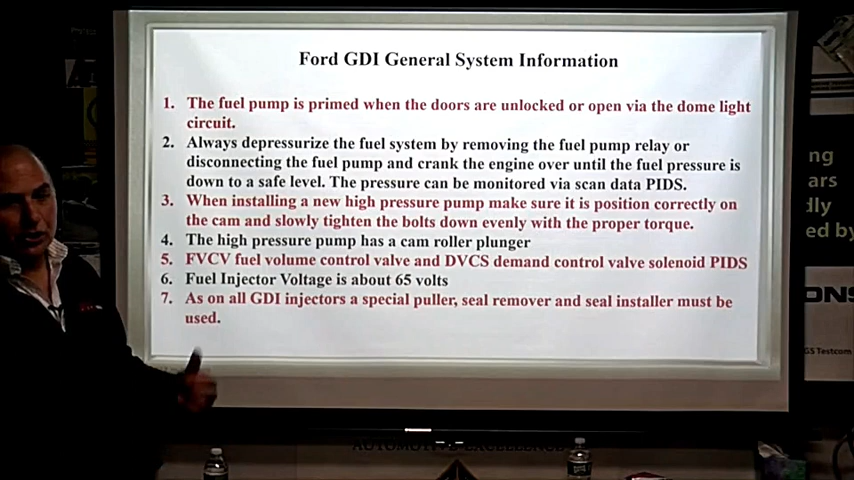 Ford GDI General System Information
1. The fuel pump is primed when the doors are unlocked or open via the dome light
circuit.
2. Always depressurize the fuel system by removing the fuel pump relay or
disconnecting the fuel pump and crank the engine over until the fuel pressure is
down to a safe level. The pressure can be monitored via scan data PIDS.
3. When installing a new high pressure pump make sure it is position correctly on
the cam and slowly tighten the bolts down evenly with the proper torque.
4. The high pressure pump has a cam roller plunger
5. FVCV fuel volume control valve and DVCS demand control valve solenoid PIDS
6. Fuel Injector Voltage is about 65 volts
7. As on all GDI injectors a special puller, seal remover and seal installer must be
used.
ng
ars
dly
ed by
ONS
GS Testcom
AUTOMOTIVE EXCELLENCE